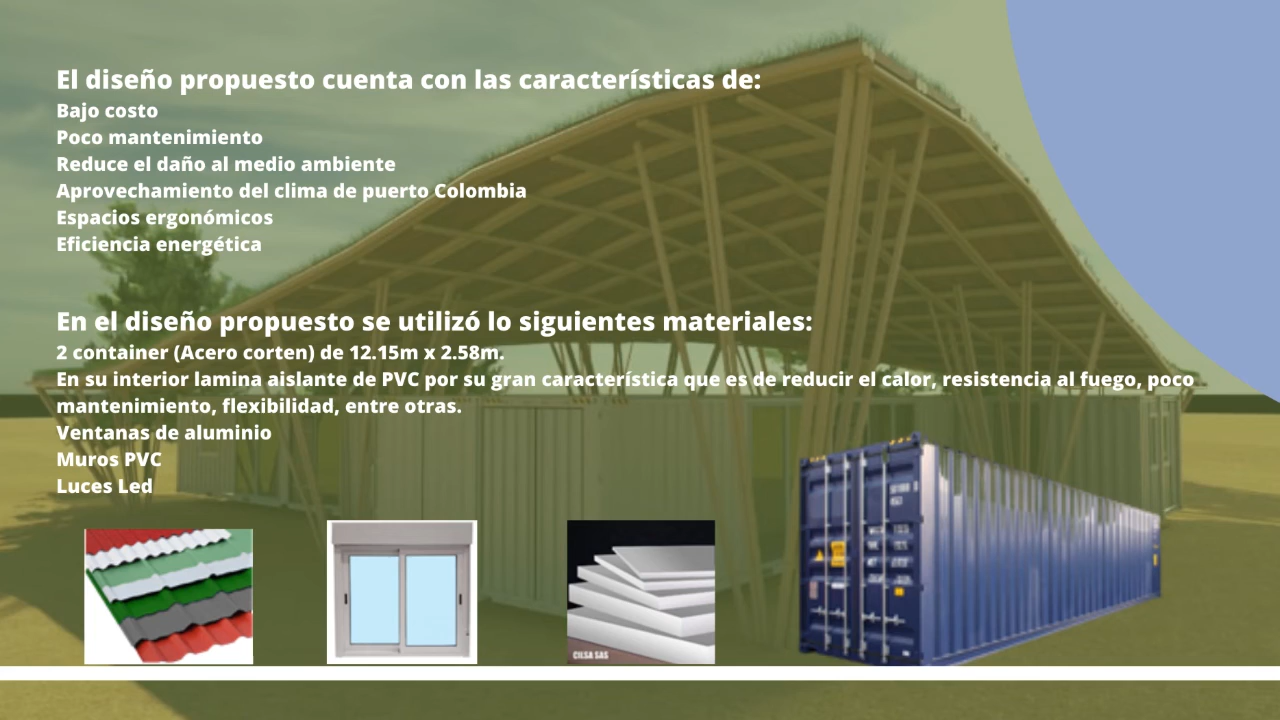 El diseño propuesto cuenta con las características de:
Bajo costo
Poco mantenimiento
Reduce el daño al medio ambiente
Aprovechamiento del clima de puerto Colombia
Espacios ergonómicos
Eficiencia energética
En el diseño propuesto se utilizó lo siguientes materiales:
2 container (Acero corten) de 12.15m x 2.58m.
En su interior lamina aislante de PVC por su gran característica que es de reducir el calor, resistencia al fuego, poco
mantenimiento, flexibilidad, entre otras.
Ventanas de aluminio
Muros PVC
Luces Led
CILSA SAS